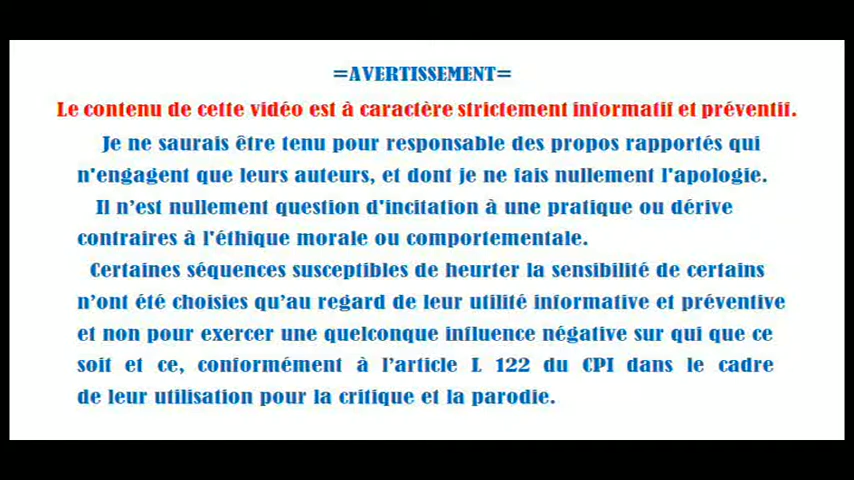 =AVERTISSEMENT=
Le contenu de cette vidéo est à caractère strictement informatif et préventif.
Je ne saurais être tenu pour responsable des propos rapportés qui
n'engagent que leurs auteurs, et dont je ne fais nullement l'apologie.
Il n'est nullement question d'incitation à une pratique ou dérive
contraires à l'éthique morale ou comportementale.
Certaines séquences susceptibles de heurter la sensibilité de certains
n'ont été choisies qu'au regard de leur utilité informative et préventive
et non pour exercer une quelconque influence négative sur qui que ce
soit et ce, conformément à l'article L 122 du CPI dans le cadre
de leur utilisation pour la critique et la parodie.